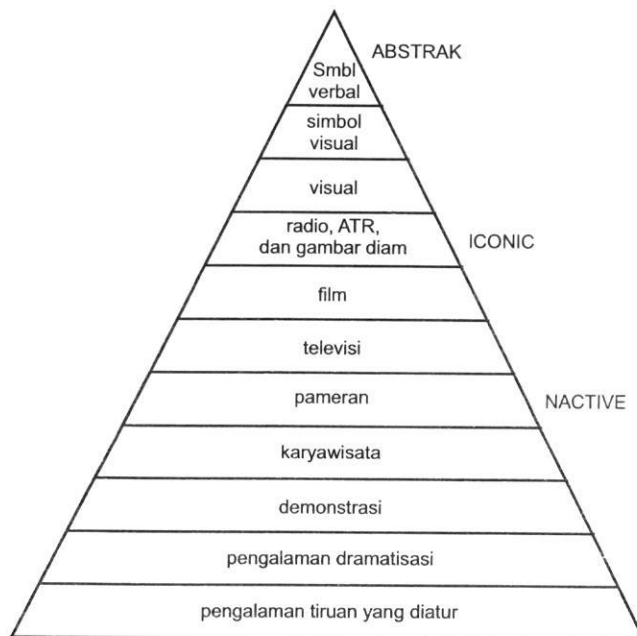 ABSTRAK
Smbl
verbal
simbol
visual
visual
radio, ATR,
dan gambar diam
ICONIC
film
televisi
pameran
NACTIVE
karyawisata
demonstrasi
pengalaman dramatisasi
pengalaman tiruan yang diatur